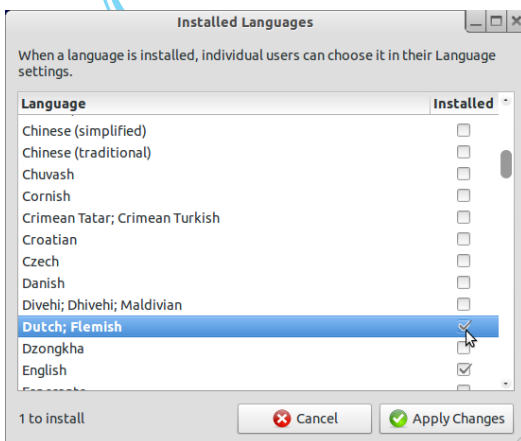 Installed Languages
When a language is installed, individual users can choose it in their Language
settings.
Language Installed
Chinese (simplified)
Chinese (traditional)
Chuvash
Cornish
Crimean Tatar; Crimean Turkish
Croatian
Czech
Danish
Divehi; Dhivehi; Maldivian
Dutch; Flemish
Dzongkha
English
1 to install Cancel Apply Changes